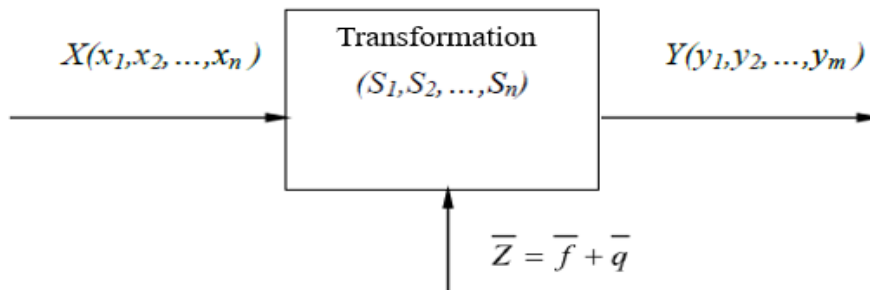 X(x₁,x₂, ...,xₙ )
Transformation
(S₁,S₂, ...,Sₙ)
Y(y₁,y₂, ...,yₘ )
Z̅ = f̅ + q̅